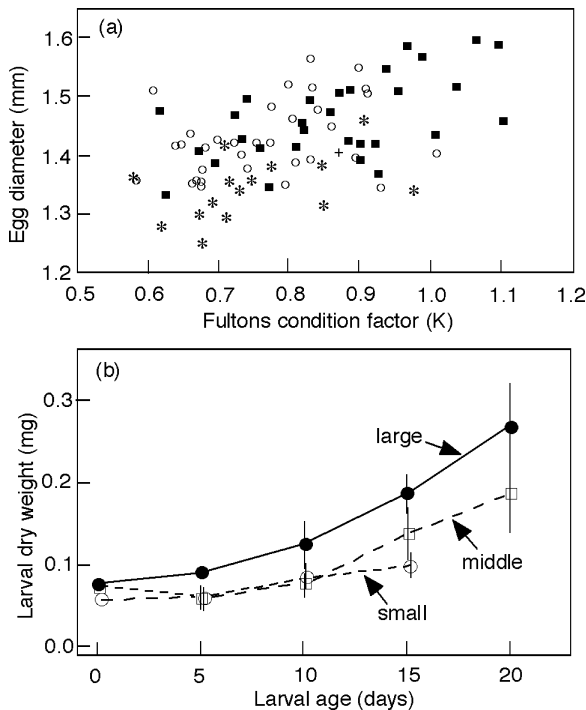 (a)
Egg diameter (mm)
1.6
1.5
1.4
1.3
1.2
0.5 0.6 0.7 0.8 0.9 1.0 1.1 1.2
Fultons condition factor (K)
(b)
Larval dry weight (mg)
0.3
0.2
0.1
0.0
large
middle
small
0 5 10 15 20
Larval age (days)